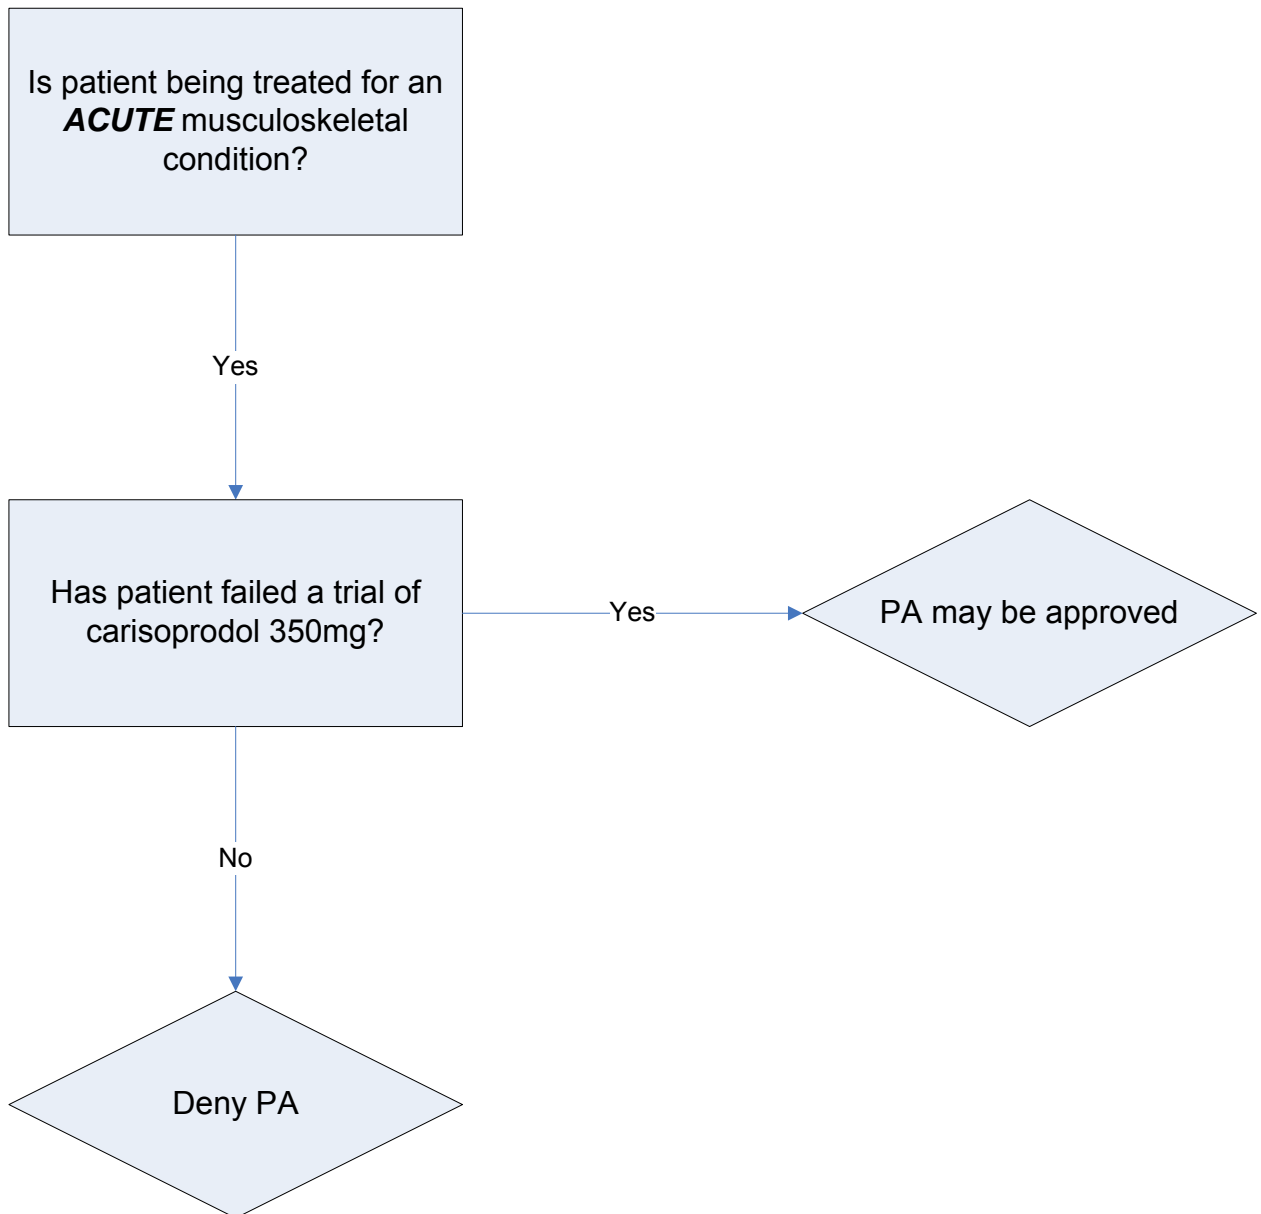 Is patient being treated for an
ACUTE musculoskeletal
condition?
Yes
Has patient failed a trial of
carisoprodol 350mg?
Yes
PA may be approved
No
Deny PA